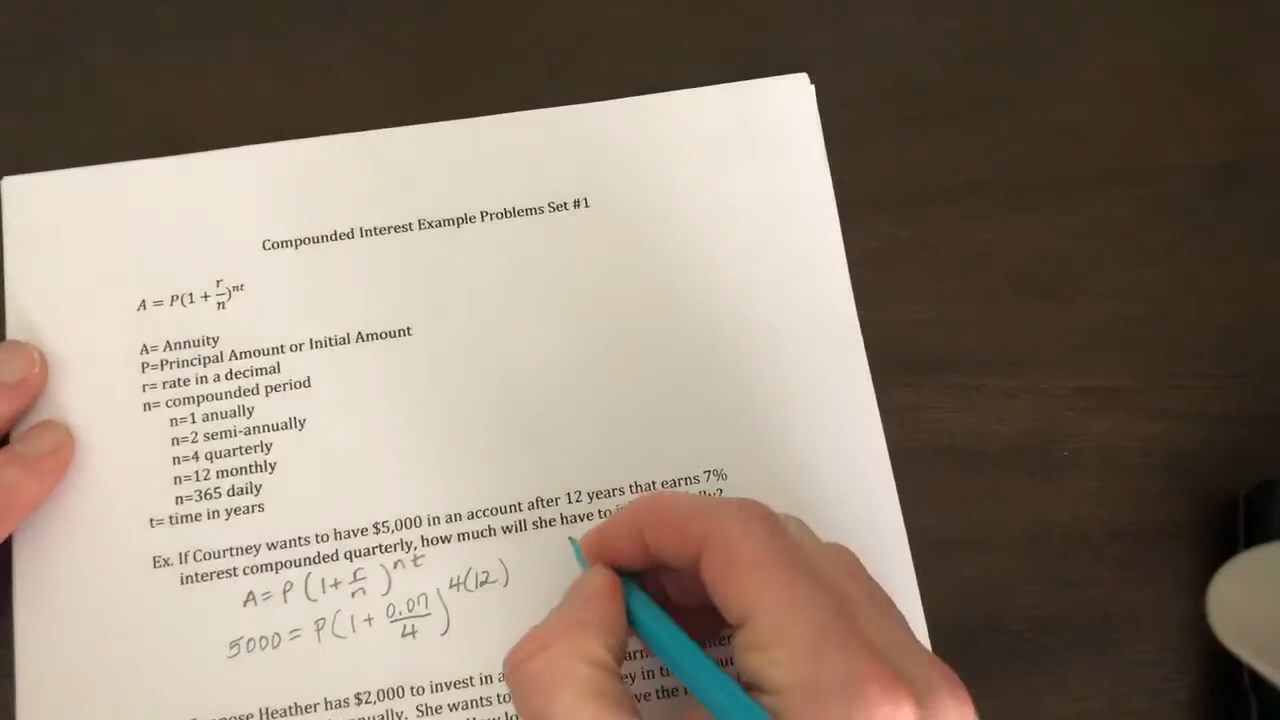 Compounded Interest Example Problems Set #1
A = P(1 + r/n)^nt
A= Annuity
P=Principal Amount or Initial Amount
r= rate in a decimal
n= compounded period
n=1 anually
n=2 semi-annually
n=4 quarterly
n=12 monthly
n=365 daily
t= time in years
Ex. If Courtney wants to have $5,000 in an account after 12 years that earns 7%
interest compounded quarterly, how much will she have to
A = P (1 + r/n)^nt
5000 = P(1 + 0.07/4)^4(12)
Heather has $2,000 to invest in a
She wants to